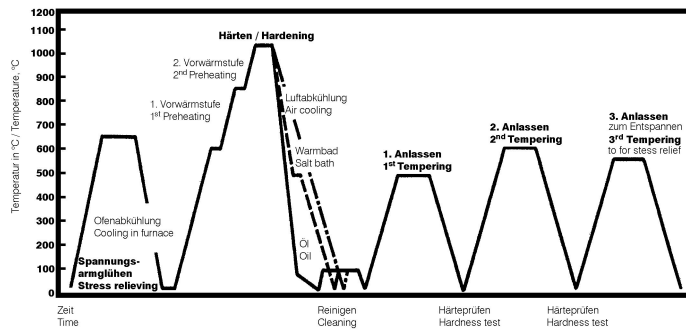 Temperatur in °C / Temperature, °C
1200
1100
1000
900
800
700
600
500
400
300
200
100
0
Härten / Hardening
2. Vorwärmstufe
2nd Preheating
1. Vorwärmstufe
1st Preheating
Luftabkühlung
Air cooling
Warmbad
Salt bath
Öl
Oil
Ofenabkühlung
Cooling in furnace
Spannungs-
armglühen
Stress relieving
1. Anlassen
1st Tempering
2. Anlassen
2nd Tempering
3. Anlassen
zum Entspannen
3rd Tempering
to for stess relief
Zeit
Time
Reinigen
Cleaning
Härteprüfen
Hardness test
Härteprüfen
Hardness test